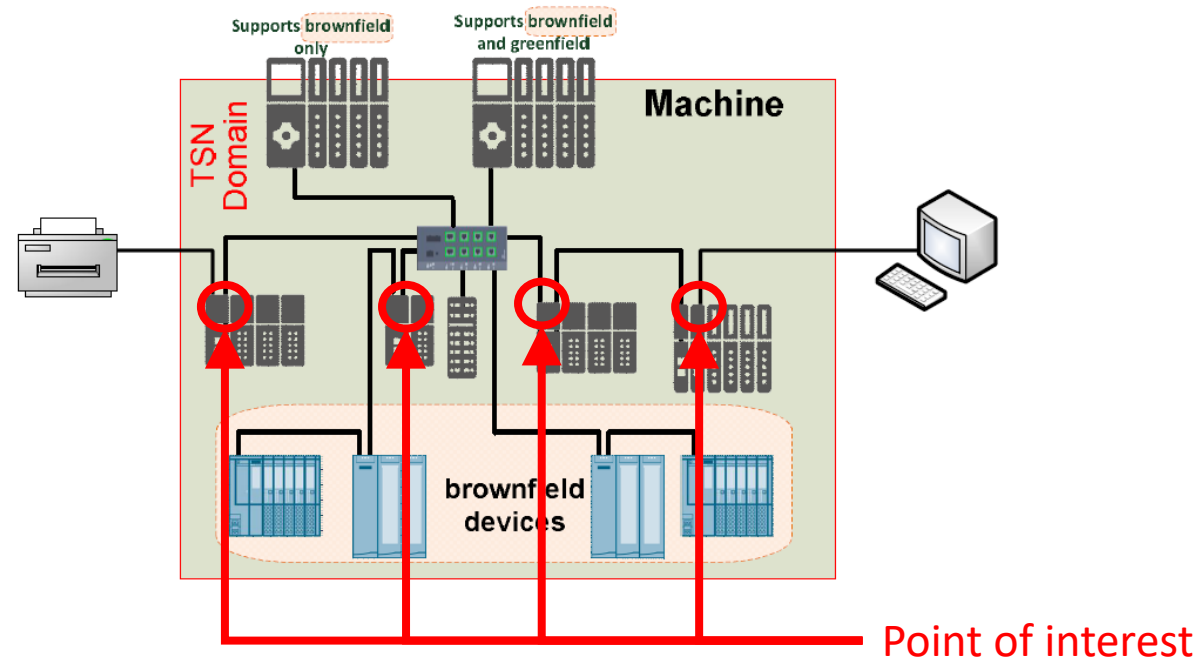 Supports brownfield
only
Supports brownfield
and greenfield
Machine
TSN
Domain
brownfield
devices
Point of interest